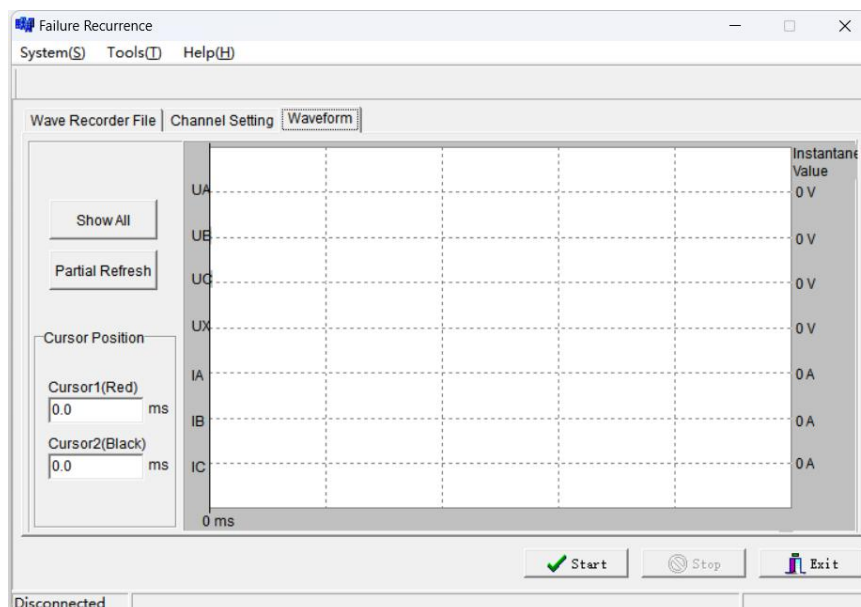 Failure Recurrence
System(S) Tools(T) Help(H)
Wave Recorder File Channel Setting Waveform
Show All
Partial Refresh
Cursor Position
Cursor1(Red)
0.0 ms
Cursor2(Black)
0.0 ms
UA
UB
UC
UX
IA
IB
IC
0 ms
Instantane
Value
0 V
0 V
0 V
0 V
0 A
0 A
0 A
Start Stop Exit
Disconnected